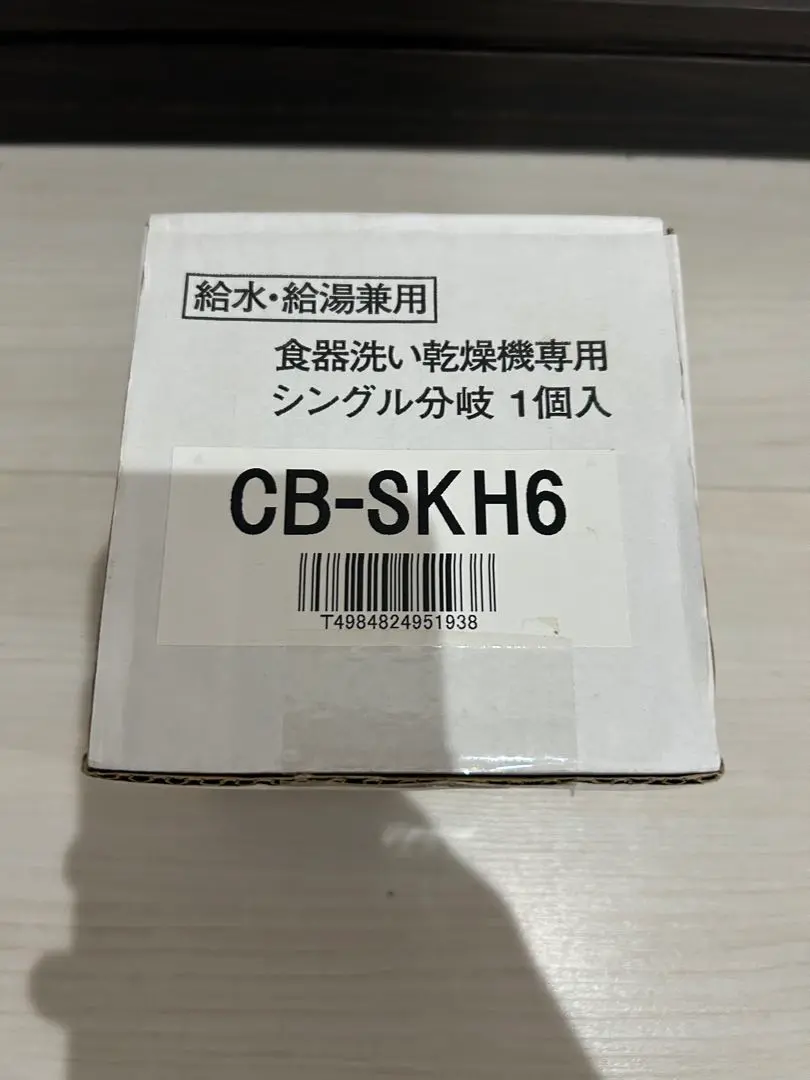 給水・給湯兼用
食器洗い乾燥機専用
シングル分岐 1個入
CB-SKH6
T4984824951938